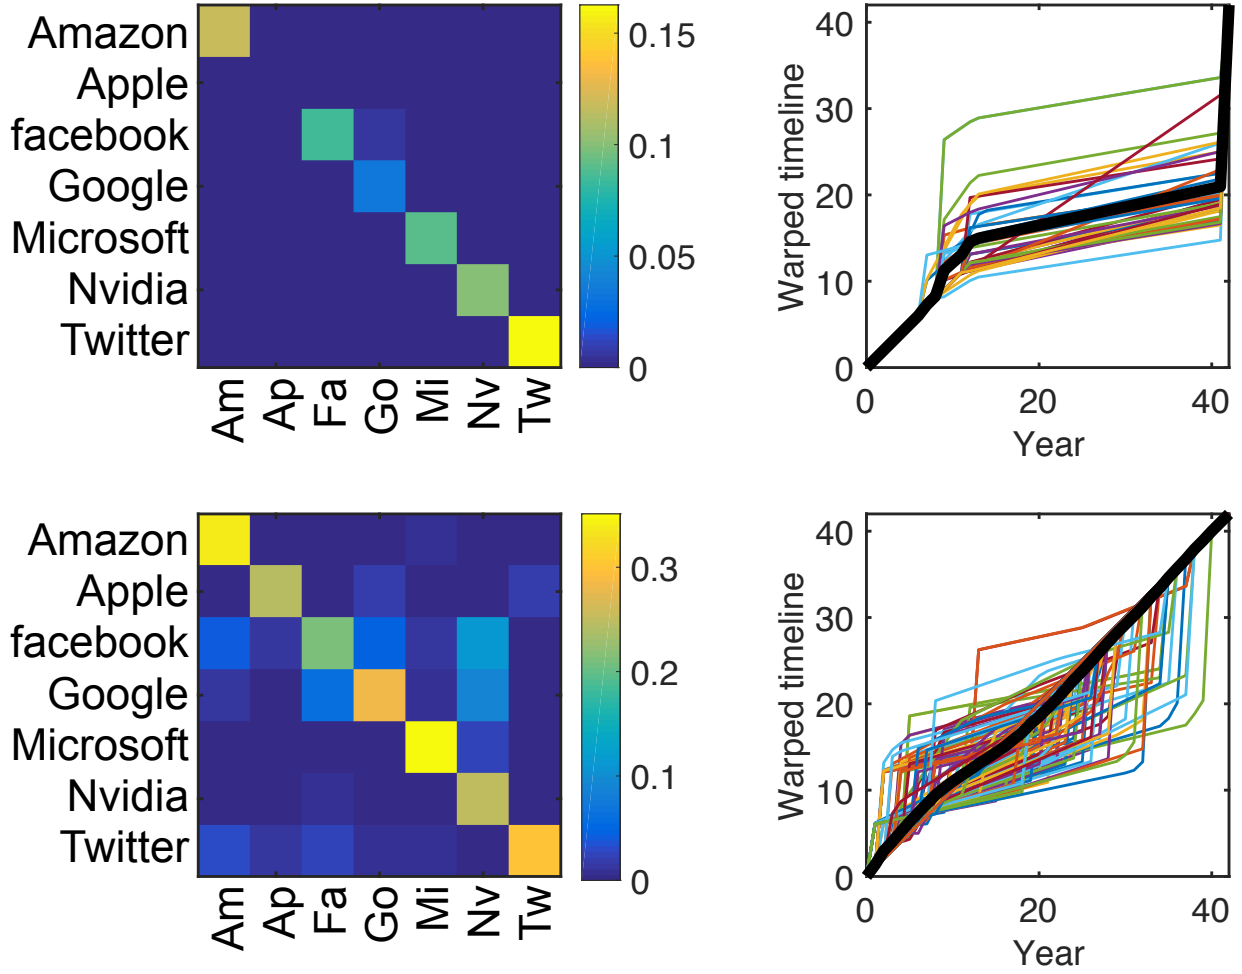 Amazon
Apple
facebook
Google
Microsoft
Nvidia
Twitter
Am Ap Fa Go Mi Nv Tw
0.15
0.1
0.05
0
Warped timeline
40
30
20
10
0
0 20 40
Year
Amazon
Apple
facebook
Google
Microsoft
Nvidia
Twitter
Am Ap Fa Go Mi Nv Tw
0.3
0.2
0.1
0
Warped timeline
40
30
20
10
0
0 20 40
Year